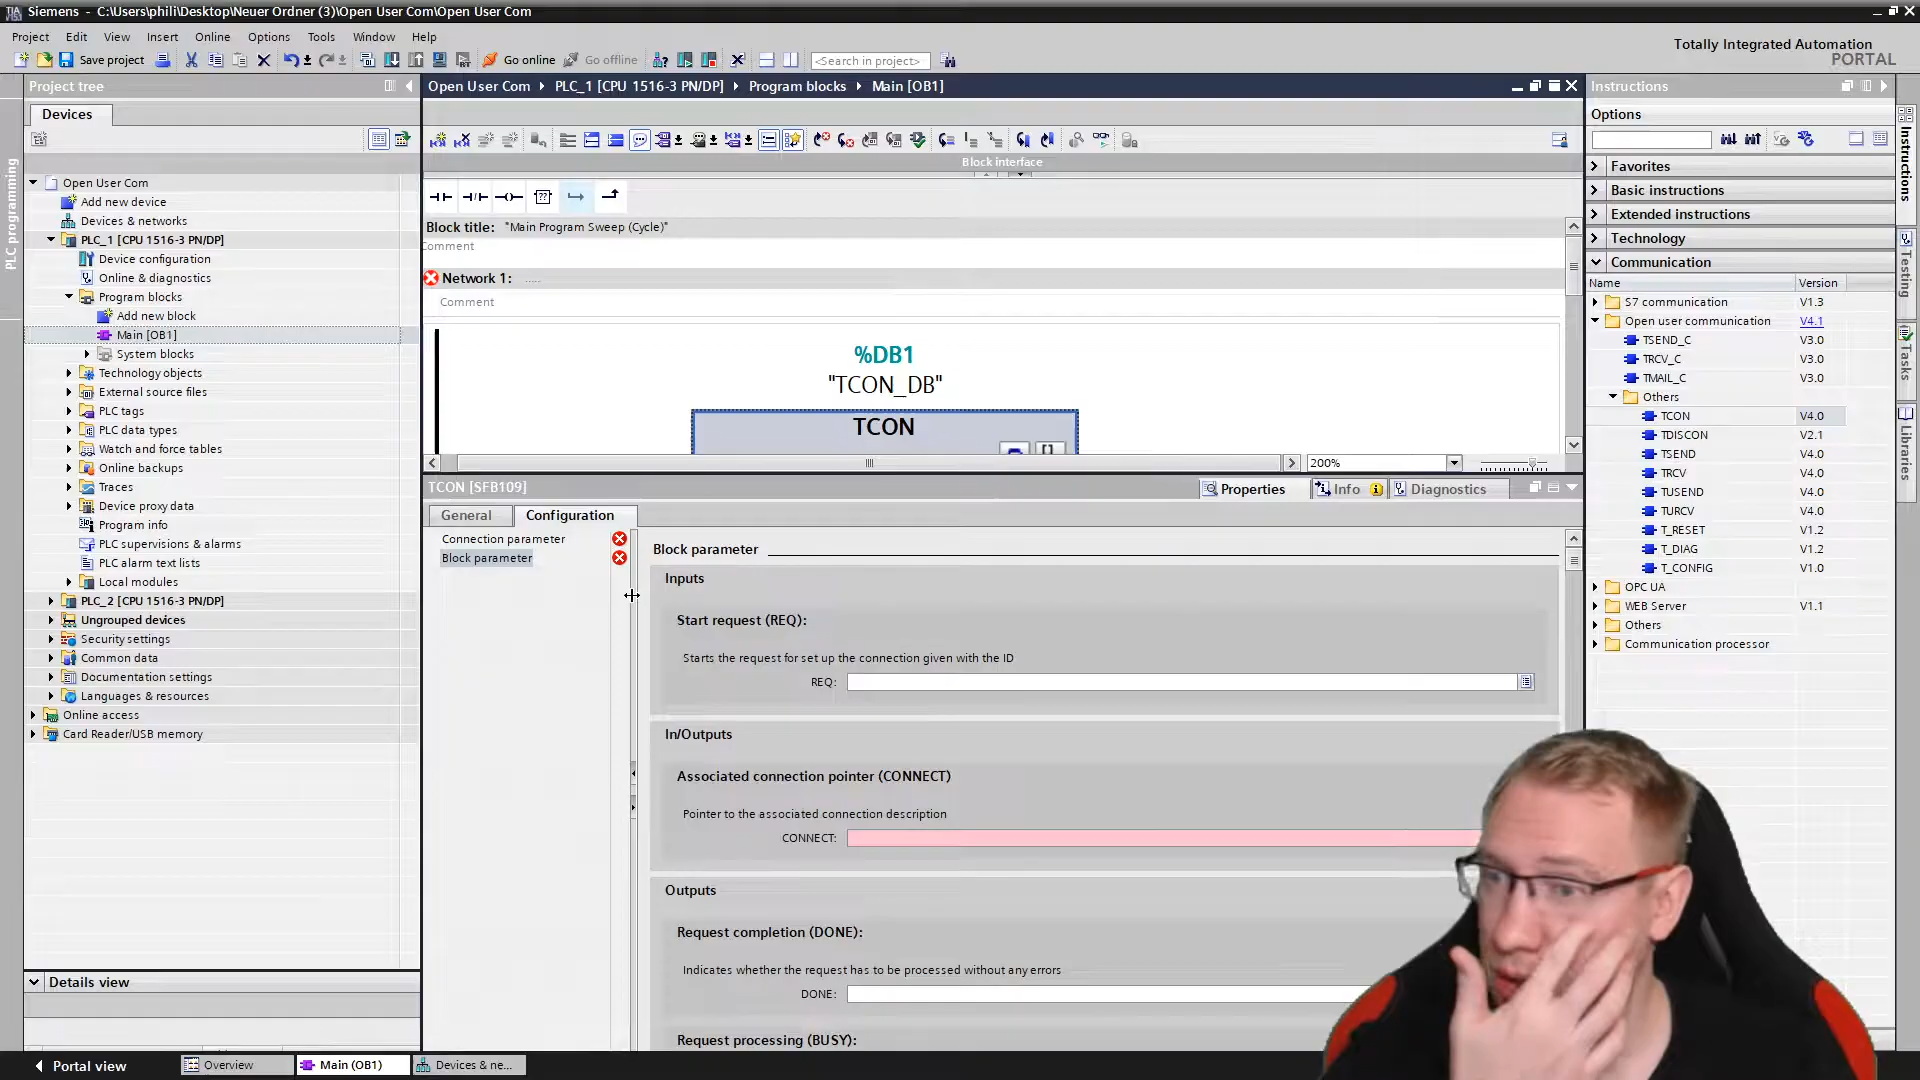 Siemens - C:\Users\phili\Desktop\Neuer Ordner (3)\Open User Com\Open User Com
Project Edit View Insert Online Options Tools Window Help
Totally Integrated Automation
PORTAL
Save project
Go online
Go offline
<Search in project>
Project tree
Devices
PLC programming
Open User Com
Add new device
Devices & networks
PLC_1 [CPU 1516-3 PN/DP]
Device configuration
Online & diagnostics
Program blocks
Add new block
Main [OB1]
System blocks
Technology objects
External source files
PLC tags
PLC data types
Watch and force tables
Online backups
Traces
Device proxy data
Program info
PLC supervisions & alarms
PLC alarm text lists
Local modules
PLC_2 [CPU 1516-3 PN/DP]
Ungrouped devices
Security settings
Common data
Documentation settings
Languages & resources
Online access
Card Reader/USB memory
Details view
Open User Com PLC_1 [CPU 1516-3 PN/DP] Program blocks Main [OB1]
Block interface
??
Block title: "Main Program Sweep (Cycle)"
Comment
Network 1: .....
Comment
%DB1
"TCON_DB"
TCON
200%
TCON [SFB109]
Properties
Info
Diagnostics
General
Configuration
Connection parameter
Block parameter
Block parameter
Inputs
Start request (REQ):
Starts the request for set up the connection given with the ID
REQ:
In/Outputs
Associated connection pointer (CONNECT)
Pointer to the associated connection description
CONNECT:
Outputs
Request completion (DONE):
Indicates whether the request has to be processed without any errors
DONE:
Request processing (BUSY):
Instructions
Options
Favorites
Basic instructions
Extended instructions
Technology
Communication
Name Version
S7 communication V1.3
Open user communication V4.1
TSEND_C V3.0
TRCV_C V3.0
TMAIL_C V3.0
Others
TCON V4.0
TDISCON V2.1
TSEND V4.0
TRCV V4.0
TUSEND V4.0
TURCV V4.0
T_RESET V1.2
T_DIAG V1.2
T_CONFIG V1.0
OPC UA
WEB Server V1.1
Others
Communication processor
Instructions
Testing
Tasks
Libraries
Portal view
Overview
Main (OB1)
Devices & ne...